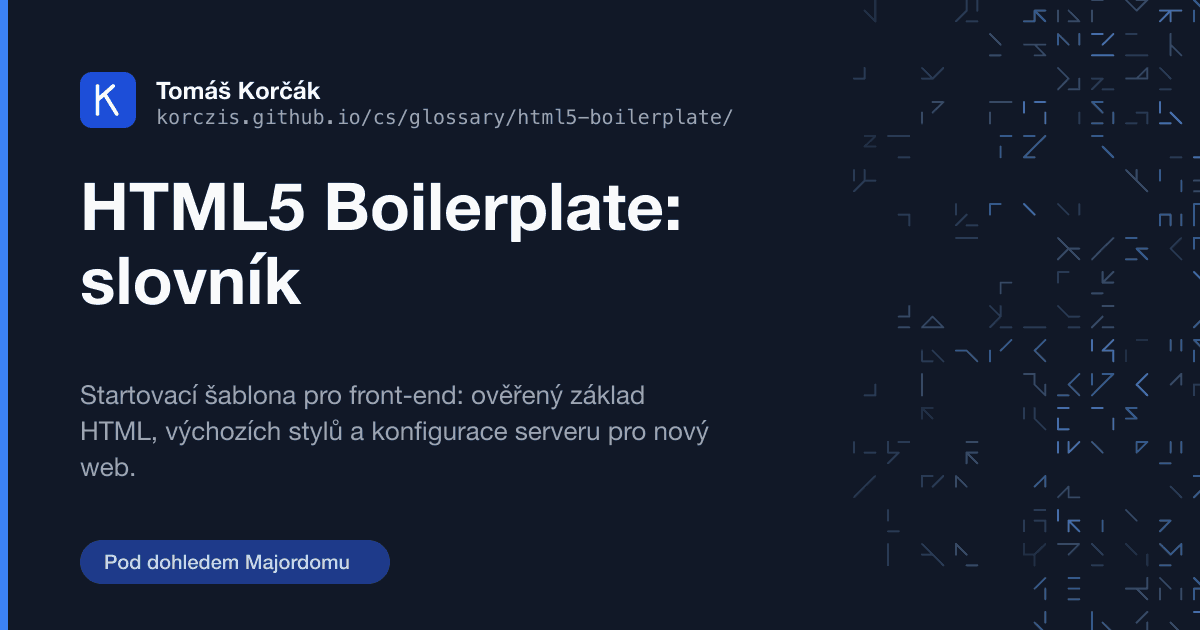 K
Tomáš Korčák
korczis.github.io/cs/glossary/html5-boilerplate/
HTML5 Boilerplate:
slovník
Startovací šablona pro front-end: ověřený základ
HTML, výchozích stylů a konfigurace serveru pro nový
web.
Pod dohledem Majordomu